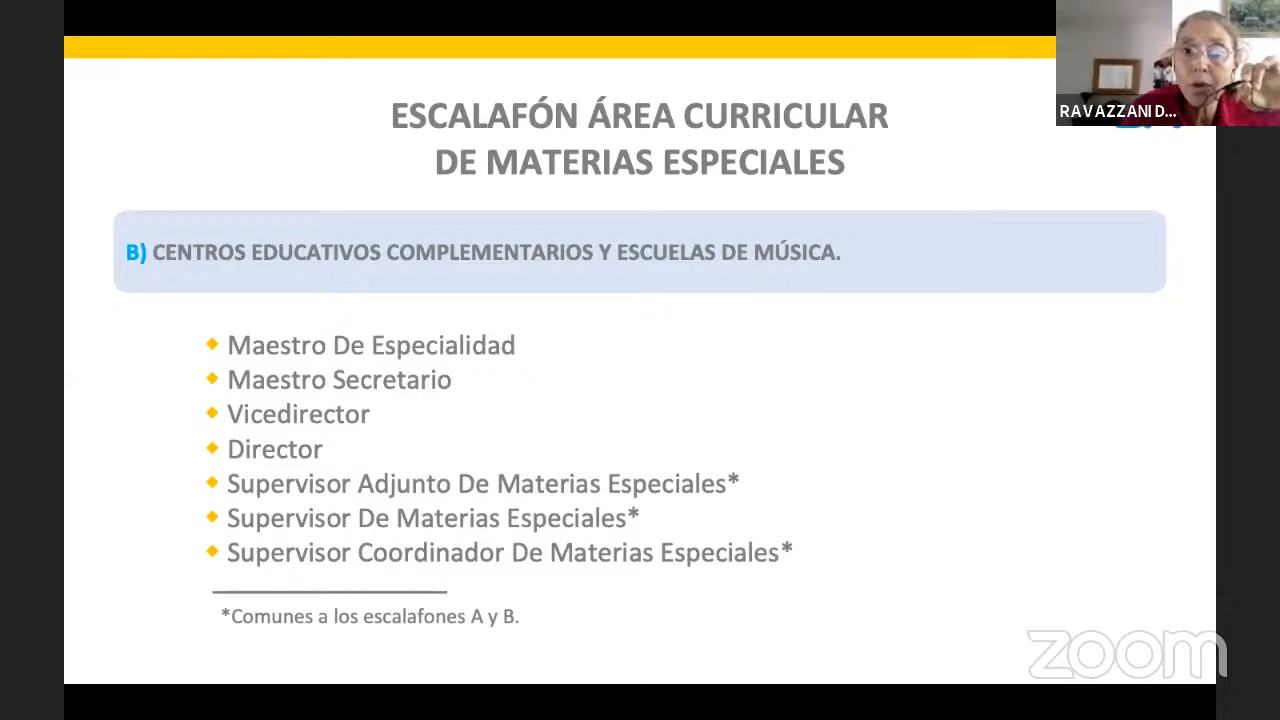 RAVAZZANI D...
ESCALAFÓN ÁREA CURRICULAR
DE MATERIAS ESPECIALES
B) CENTROS EDUCATIVOS COMPLEMENTARIOS Y ESCUELAS DE MÚSICA.
Maestro De Especialidad
Maestro Secretario
Vicedirector
Director
Supervisor Adjunto De Materias Especiales*
Supervisor De Materias Especiales*
Supervisor Coordinador De Materias Especiales*
*Comunes a los escalafones A y B.
zoom